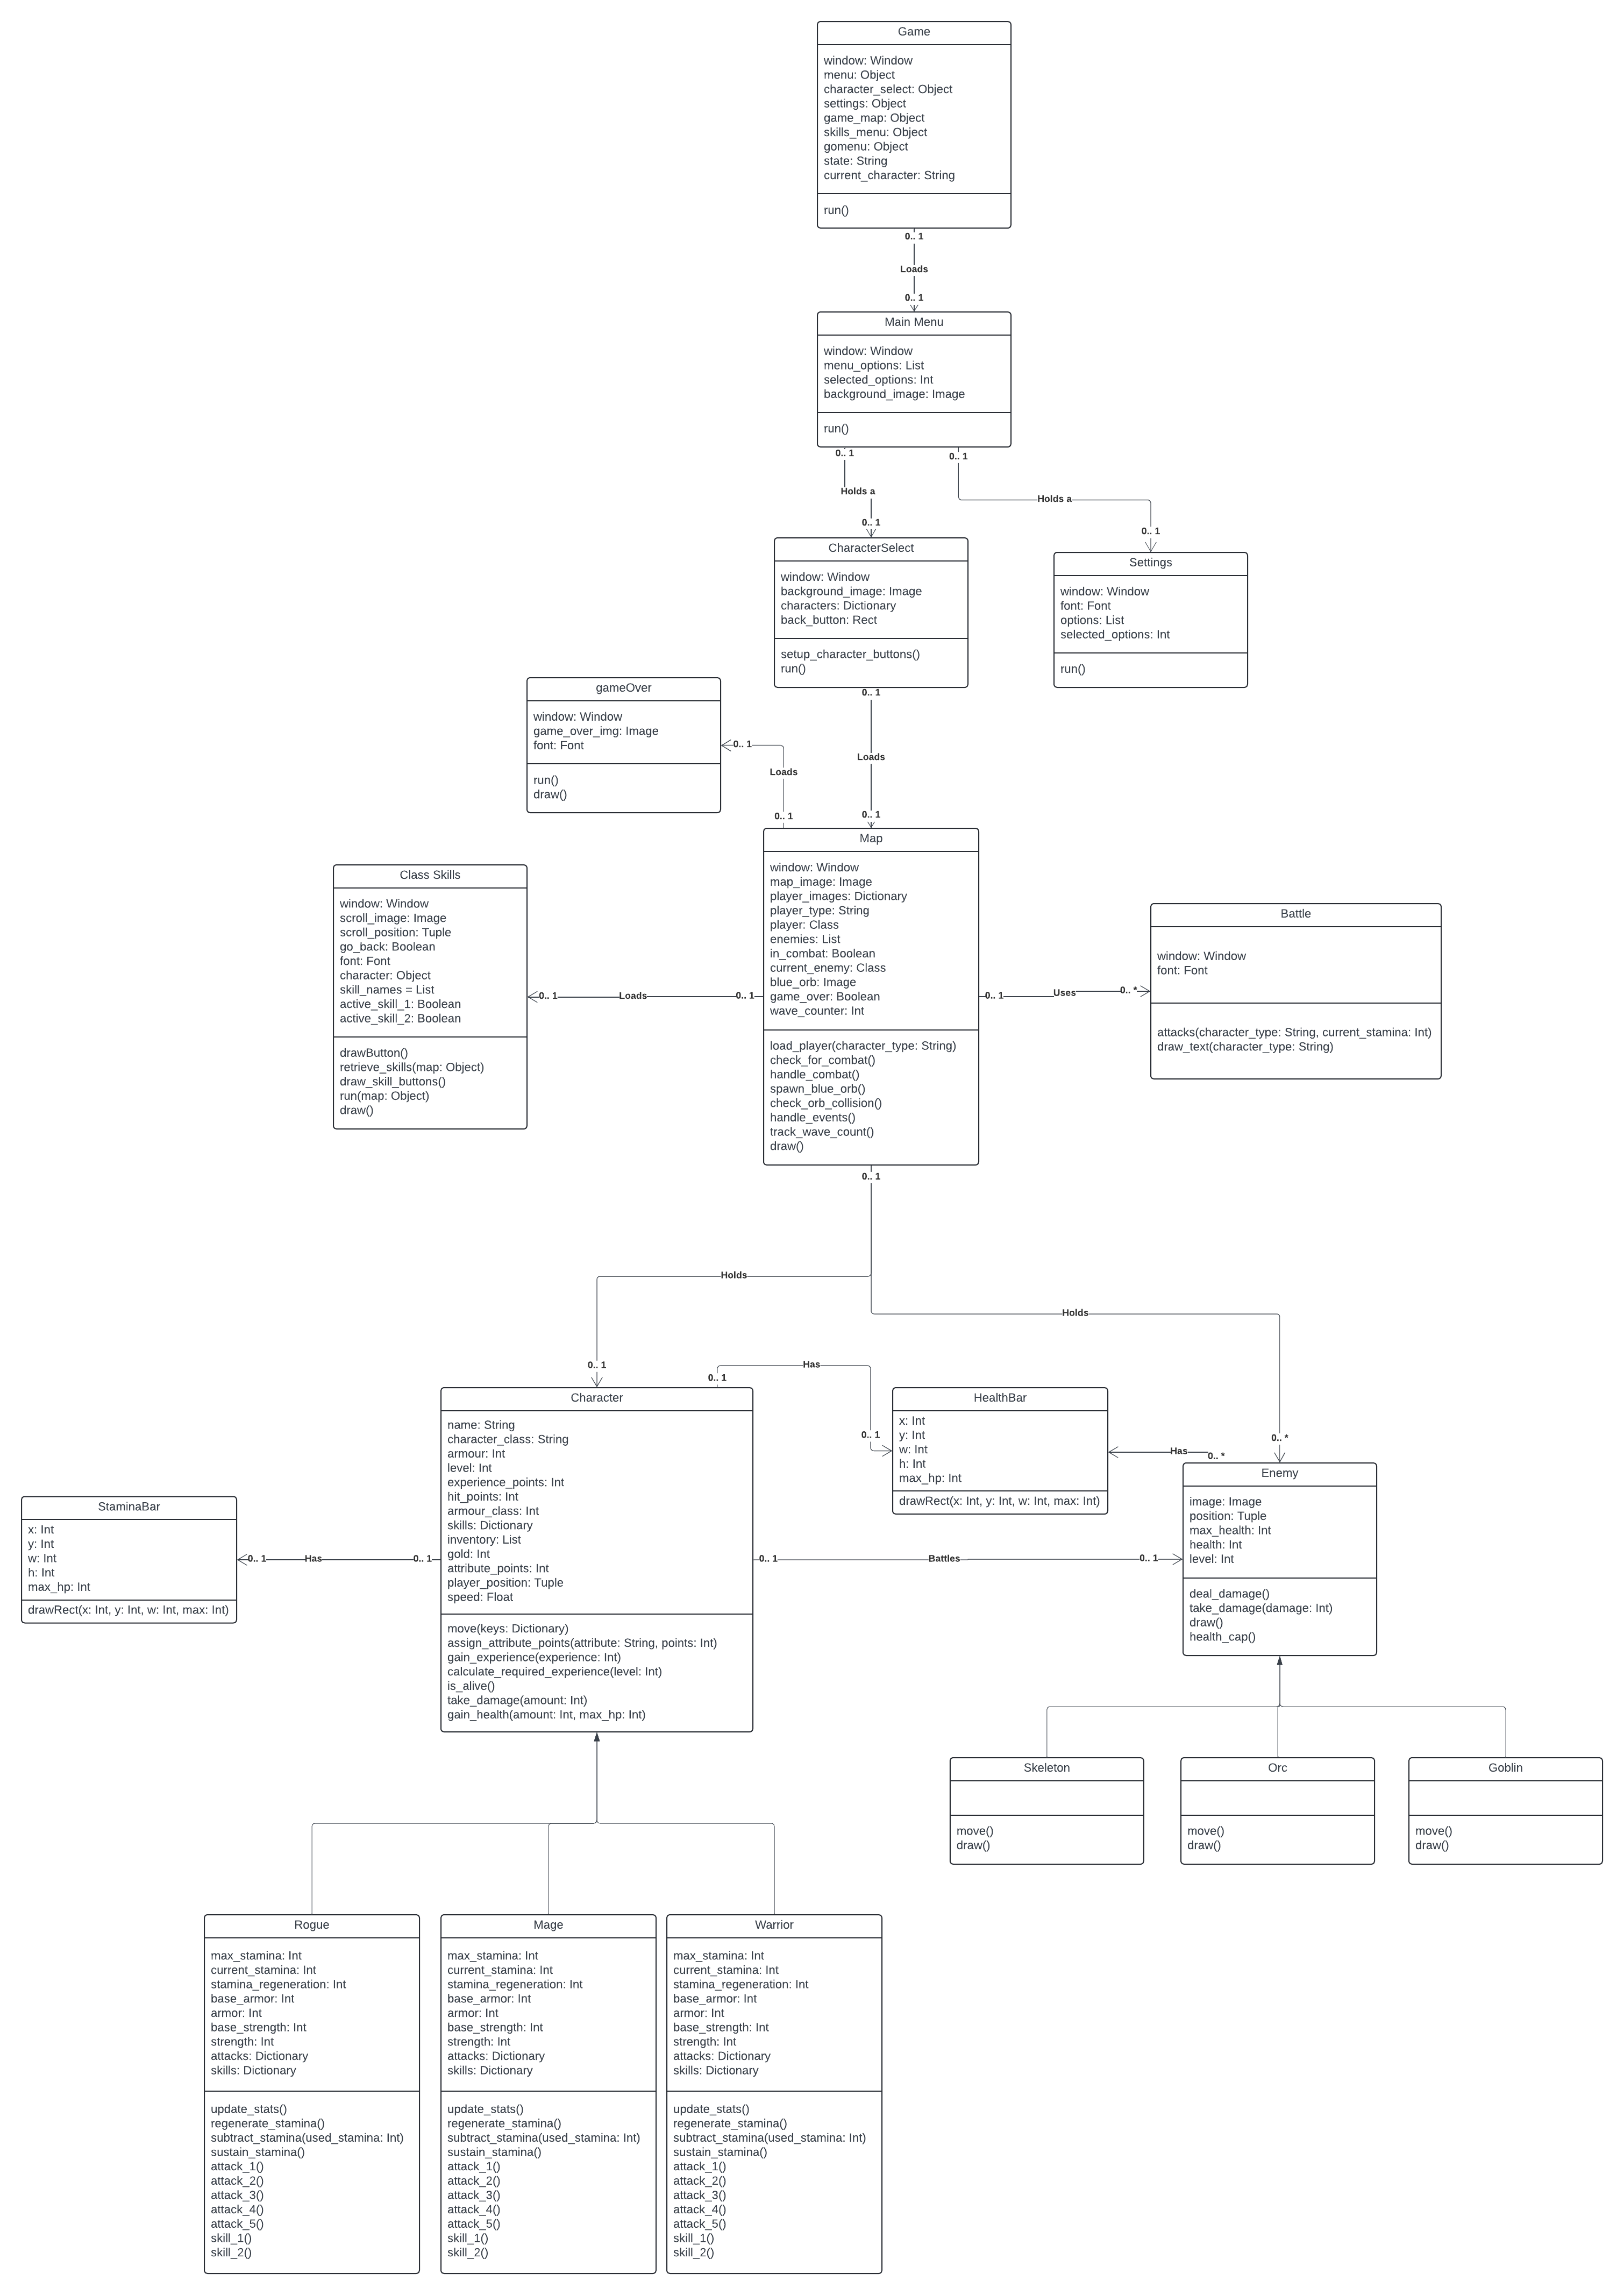 Game
window: Window
menu: Object
character_select: Object
settings: Object
game_map: Object
skills_menu: Object
gomenu: Object
state: String
current_character: String
run()
0.. 1
Loads
0.. 1
Main Menu
window: Window
menu_options: List
selected_options: Int
background_image: Image
run()
0.. 1
Holds a
0.. 1
0.. 1
Holds a
0.. 1
CharacterSelect
window: Window
background_image: Image
characters: Dictionary
back_button: Rect
setup_character_buttons()
run()
Settings
window: Window
font: Font
options: List
selected_options: Int
run()
gameOver
window: Window
game_over_img: Image
font: Font
run()
draw()
0.. 1
Loads
0.. 1
0.. 1
Loads
0.. 1
Map
window: Window
map_image: Image
player_images: Dictionary
player_type: String
player: Class
enemies: List
in_combat: Boolean
current_enemy: Class
blue_orb: Image
game_over: Boolean
wave_counter: Int
load_player(character_type: String)
check_for_combat()
handle_combat()
spawn_blue_orb()
check_orb_collision()
handle_events()
track_wave_count()
draw()
Class Skills
window: Window
scroll_image: Image
scroll_position: Tuple
go_back: Boolean
font: Font
character: Object
skill_names = List
active_skill_1: Boolean
active_skill_2: Boolean
drawButton()
retrieve_skills(map: Object)
draw_skill_buttons()
run(map: Object)
draw()
0.. 1
Loads
0.. 1
0.. 1
Uses
0.. *
Battle
window: Window
font: Font
attacks(character_type: String, current_stamina: Int)
draw_text(character_type: String)
0.. 1
Holds
0.. 1
Holds
0.. *
0.. 1
Has
0.. 1
Character
name: String
character_class: String
armour: Int
level: Int
experience_points: Int
hit_points: Int
armour_class: Int
skills: Dictionary
inventory: List
gold: Int
attribute_points: Int
player_position: Tuple
speed: Float
move(keys: Dictionary)
assign_attribute_points(attribute: String, points: Int)
gain_experience(experience: Int)
calculate_required_experience(level: Int)
is_alive()
take_damage(amount: Int)
gain_health(amount: Int, max_hp: Int)
HealthBar
x: Int
y: Int
w: Int
h: Int
max_hp: Int
drawRect(x: Int, y: Int, w: Int, max: Int)
Has
0.. *
Enemy
image: Image
position: Tuple
max_health: Int
health: Int
level: Int
deal_damage()
take_damage(damage: Int)
draw()
health_cap()
StaminaBar
x: Int
y: Int
w: Int
h: Int
max_hp: Int
drawRect(x: Int, y: Int, w: Int, max: Int)
0.. 1
Has
0.. 1
0.. 1
Battles
0.. 1
Skeleton
move()
draw()
Orc
move()
draw()
Goblin
move()
draw()
Rogue
max_stamina: Int
current_stamina: Int
stamina_regeneration: Int
base_armor: Int
armor: Int
base_strength: Int
strength: Int
attacks: Dictionary
skills: Dictionary
update_stats()
regenerate_stamina()
subtract_stamina(used_stamina: Int)
sustain_stamina()
attack_1()
attack_2()
attack_3()
attack_4()
attack_5()
skill_1()
skill_2()
Mage
max_stamina: Int
current_stamina: Int
stamina_regeneration: Int
base_armor: Int
armor: Int
base_strength: Int
strength: Int
attacks: Dictionary
skills: Dictionary
update_stats()
regenerate_stamina()
subtract_stamina(used_stamina: Int)
sustain_stamina()
attack_1()
attack_2()
attack_3()
attack_4()
attack_5()
skill_1()
skill_2()
Warrior
max_stamina: Int
current_stamina: Int
stamina_regeneration: Int
base_armor: Int
armor: Int
base_strength: Int
strength: Int
attacks: Dictionary
skills: Dictionary
update_stats()
regenerate_stamina()
subtract_stamina(used_stamina: Int)
sustain_stamina()
attack_1()
attack_2()
attack_3()
attack_4()
attack_5()
skill_1()
skill_2()